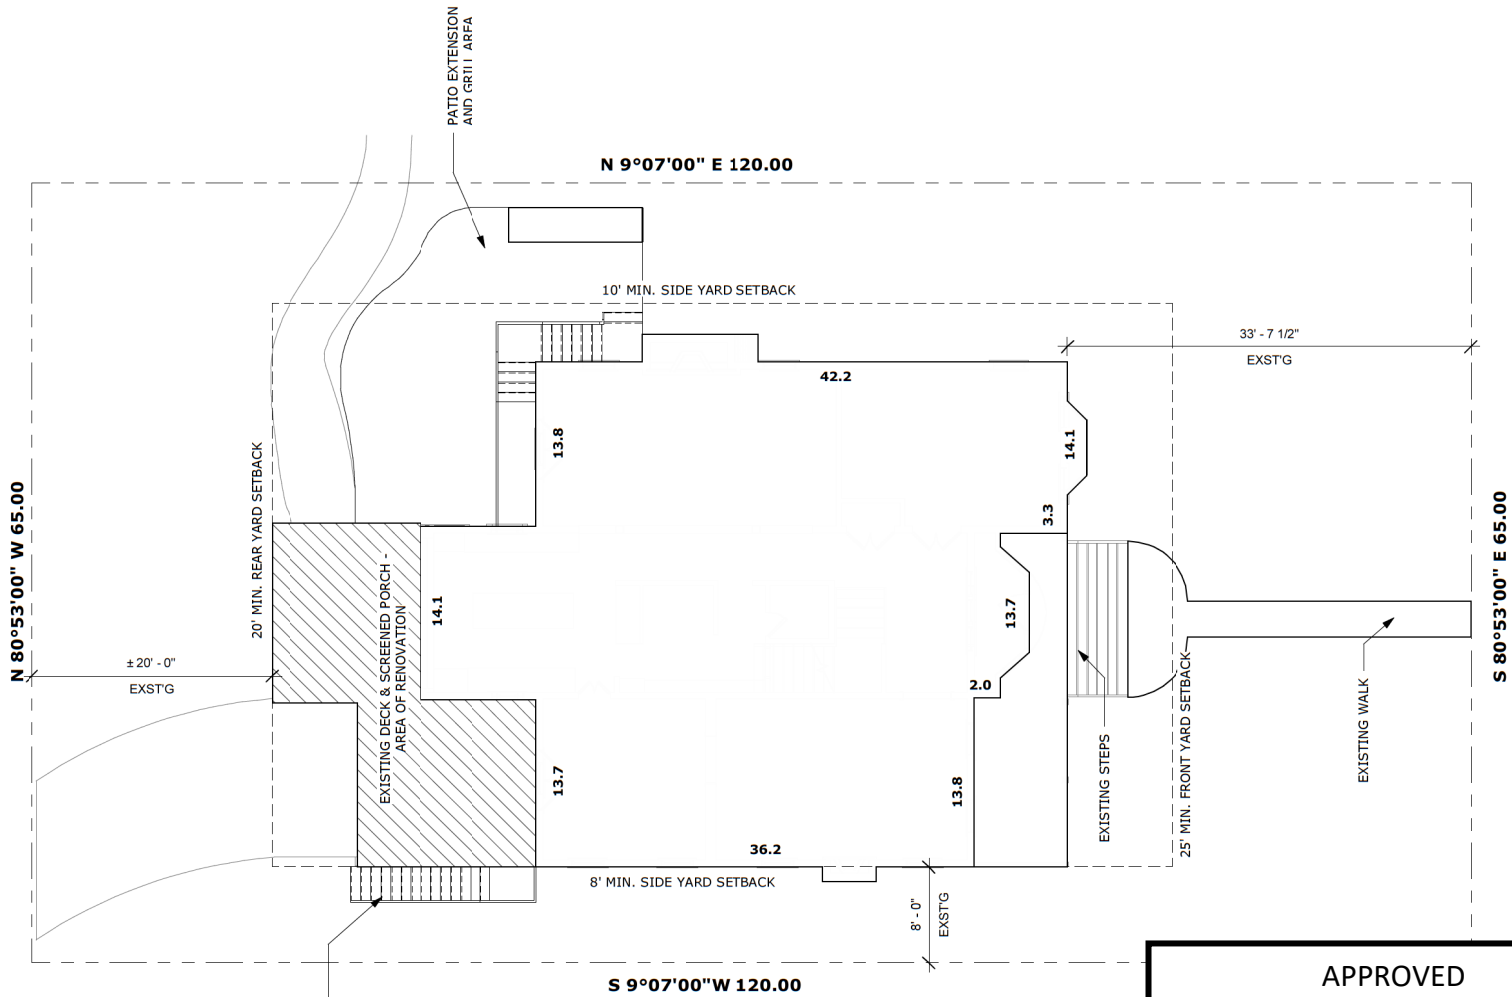 PATIO EXTENSION
AND GRILL AREA
N 9°07'00" E 120.00
10' MIN. SIDE YARD SETBACK
33' - 7 1/2"
EXST'G
42.2
13.8
14.1
3.3
20' MIN. REAR YARD SETBACK
N 80°53'00" W 65.00
S 80°53'00" E 65.00
EXISTING DECK & SCREENED PORCH -
AREA OF RENOVATION
14.1
13.7
± 20' - 0"
EXST'G
2.0
EXISTING STEPS
25' MIN. FRONT YARD SETBACK
EXISTING WALK
13.7
13.8
36.2
8' MIN. SIDE YARD SETBACK
8' - 0"
EXST'G
S 9°07'00"W 120.00
APPROVED